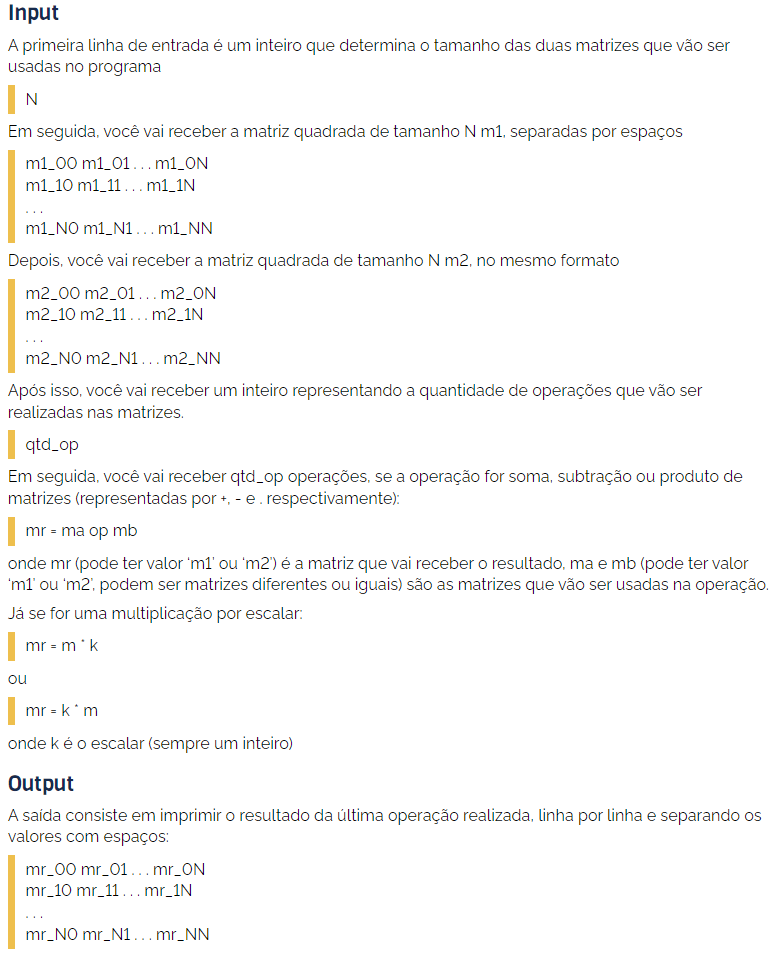 Input
A primeira linha de entrada é um inteiro que determina o tamanho das duas matrizes que vão ser
usadas no programa
N
Em seguida, você vai receber a matriz quadrada de tamanho N m1, separadas por espaços
m1_00 m1_01 . . . m1_0N
m1_10 m1_11 . . . m1_1N
. . .
m1_N0 m1_N1 . . . m1_NN
Depois, você vai receber a matriz quadrada de tamanho N m2, no mesmo formato
m2_00 m2_01 . . . m2_0N
m2_10 m2_11 . . . m2_1N
. . .
m2_N0 m2_N1 . . . m2_NN
Após isso, você vai receber um inteiro representando a quantidade de operações que vão ser
realizadas nas matrizes.
qtd_op
Em seguida, você vai receber qtd_op operações, se a operação for soma, subtração ou produto de
matrizes (representadas por +, - e . respectivamente):
mr = ma op mb
onde mr (pode ter valor ‘m1’ ou ‘m2’) é a matriz que vai receber o resultado, ma e mb (pode ter valor
‘m1’ ou ‘m2’, podem ser matrizes diferentes ou iguais) são as matrizes que vão ser usadas na operação.
Já se for uma multiplicação por escalar:
mr = m * k
ou
mr = k * m
onde k é o escalar (sempre um inteiro)
Output
A saída consiste em imprimir o resultado da última operação realizada, linha por linha e separando os
valores com espaços:
mr_00 mr_01 . . . mr_0N
mr_10 mr_11 . . . mr_1N
. . .
mr_N0 mr_N1 . . . mr_NN